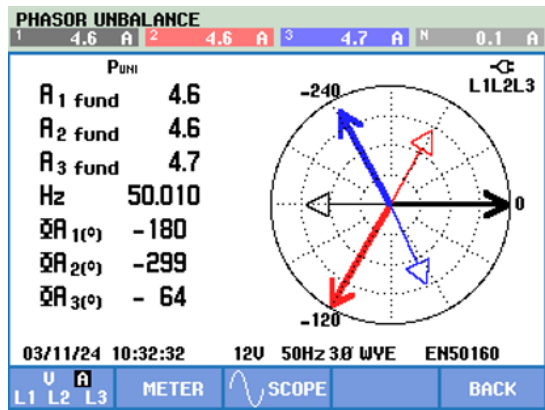 PHASOR UNBALANCE
1 4.6 A 2 4.6 A 3 4.7 A N 0.1 A
PUNI
L1L2L3
A1 fund 4.6
A2 fund 4.6
A3 fund 4.7
Hz 50.010
ΦA1(°) -180
ΦA2(°) -299
ΦA3(°) - 64
-240
0
-120
03/11/24 10:32:32 12V 50Hz 3Ø WYE EN50160
V A
L1 L2 L3 METER SCOPE BACK